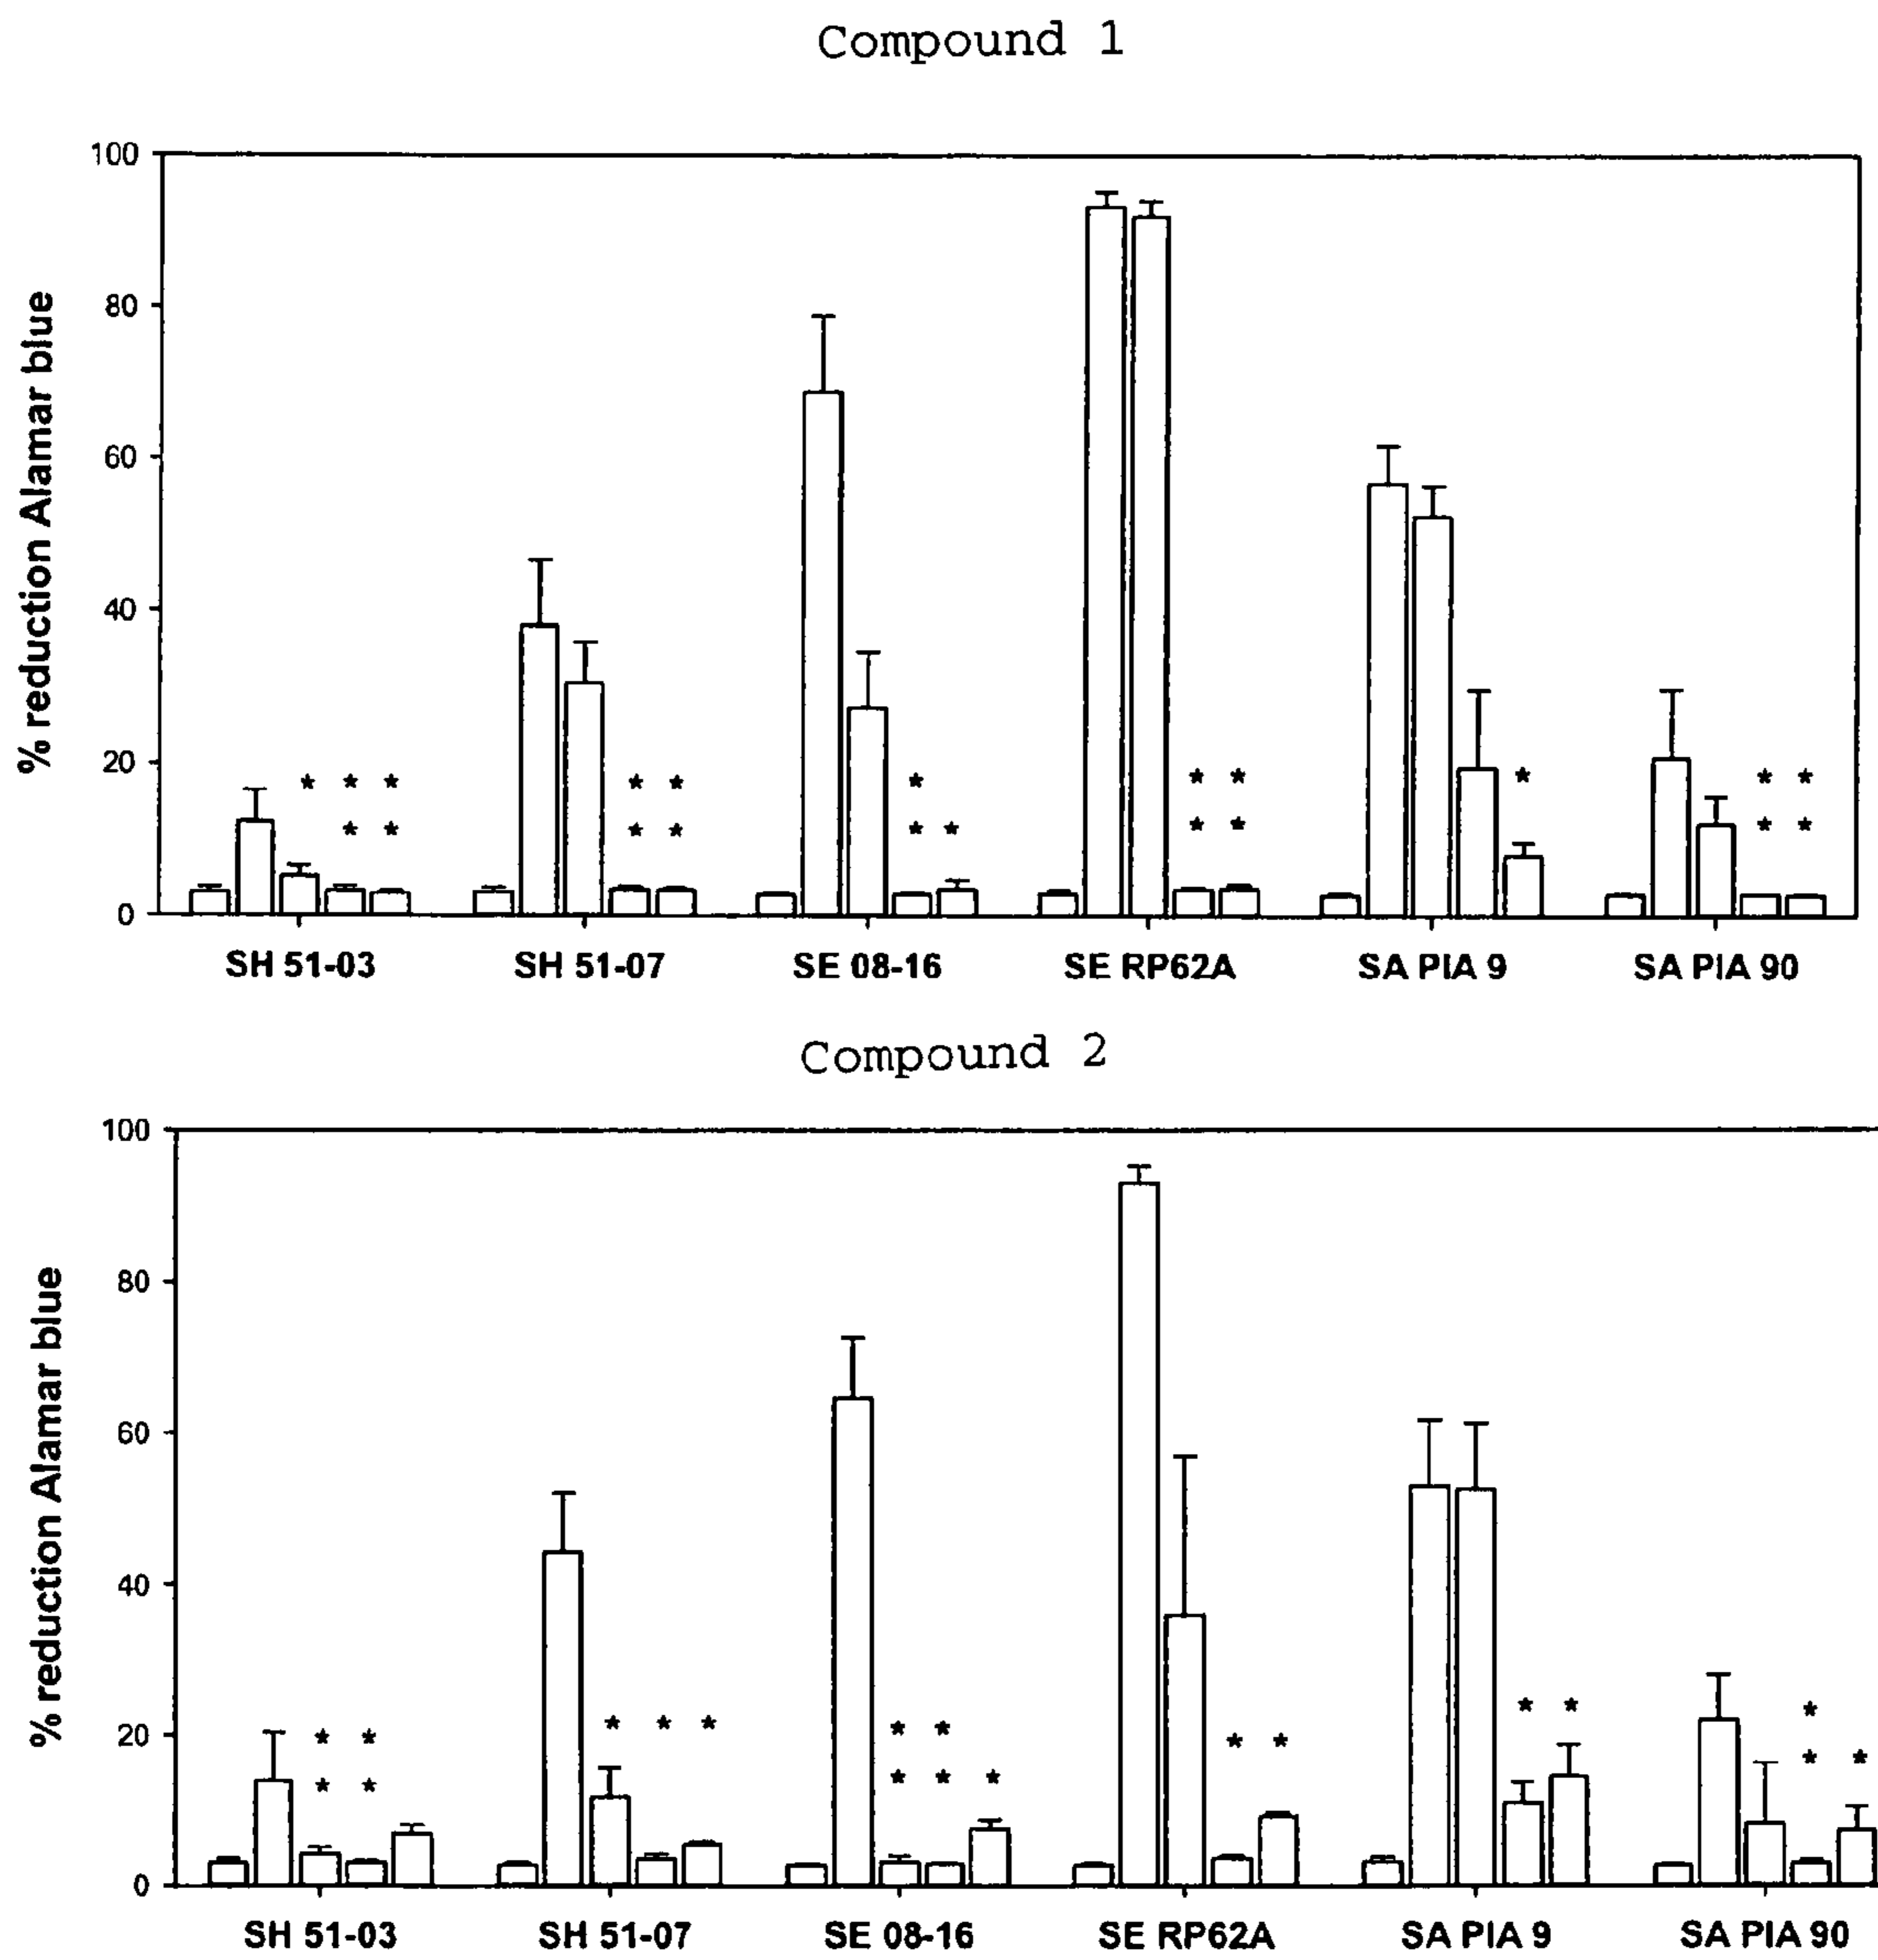 Compound 1
% reduction Alamar blue
100
80
60
40
20
0
* * * * * * * * * *
* * * * * * * * * *
SH 51-03 SH 51-07 SE 08-16 SE RP62A SA PIA 9 SA PIA 90
Compound 2
% reduction Alamar blue
100
80
60
40
20
0
* * * * * * * * * * * *
* * * * * * *
SH 51-03 SH 51-07 SE 08-16 SE RP62A SA PIA 9 SA PIA 90